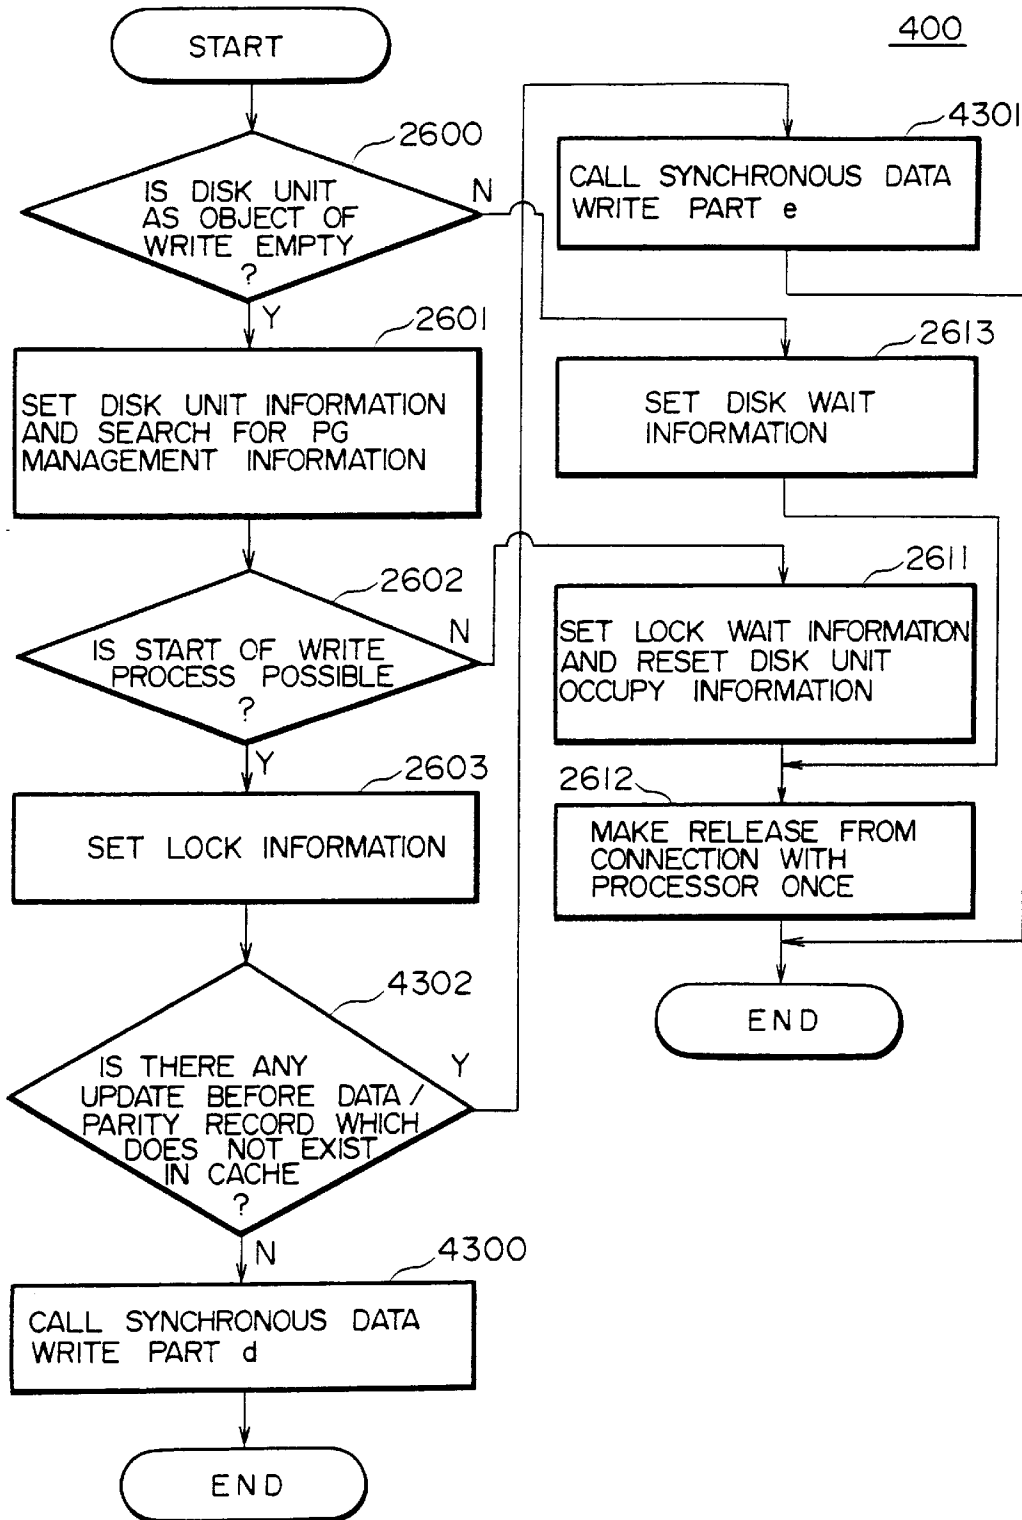 400
START
2600
IS DISK UNIT
AS OBJECT OF
WRITE EMPTY
?
N
Y
2601
SET DISK UNIT INFORMATION
AND SEARCH FOR PG
MANAGEMENT INFORMATION
2602
IS START OF WRITE
PROCESS POSSIBLE
?
N
Y
2603
SET LOCK INFORMATION
4302
IS THERE ANY
UPDATE BEFORE DATA/
PARITY RECORD WHICH
DOES NOT EXIST
IN CACHE
?
Y
N
4300
CALL SYNCHRONOUS DATA
WRITE PART d
END
4301
CALL SYNCHRONOUS DATA
WRITE PART e
2613
SET DISK WAIT
INFORMATION
2611
SET LOCK WAIT INFORMATION
AND RESET DISK UNIT
OCCUPY INFORMATION
2612
MAKE RELEASE FROM
CONNECTION WITH
PROCESSOR ONCE
END